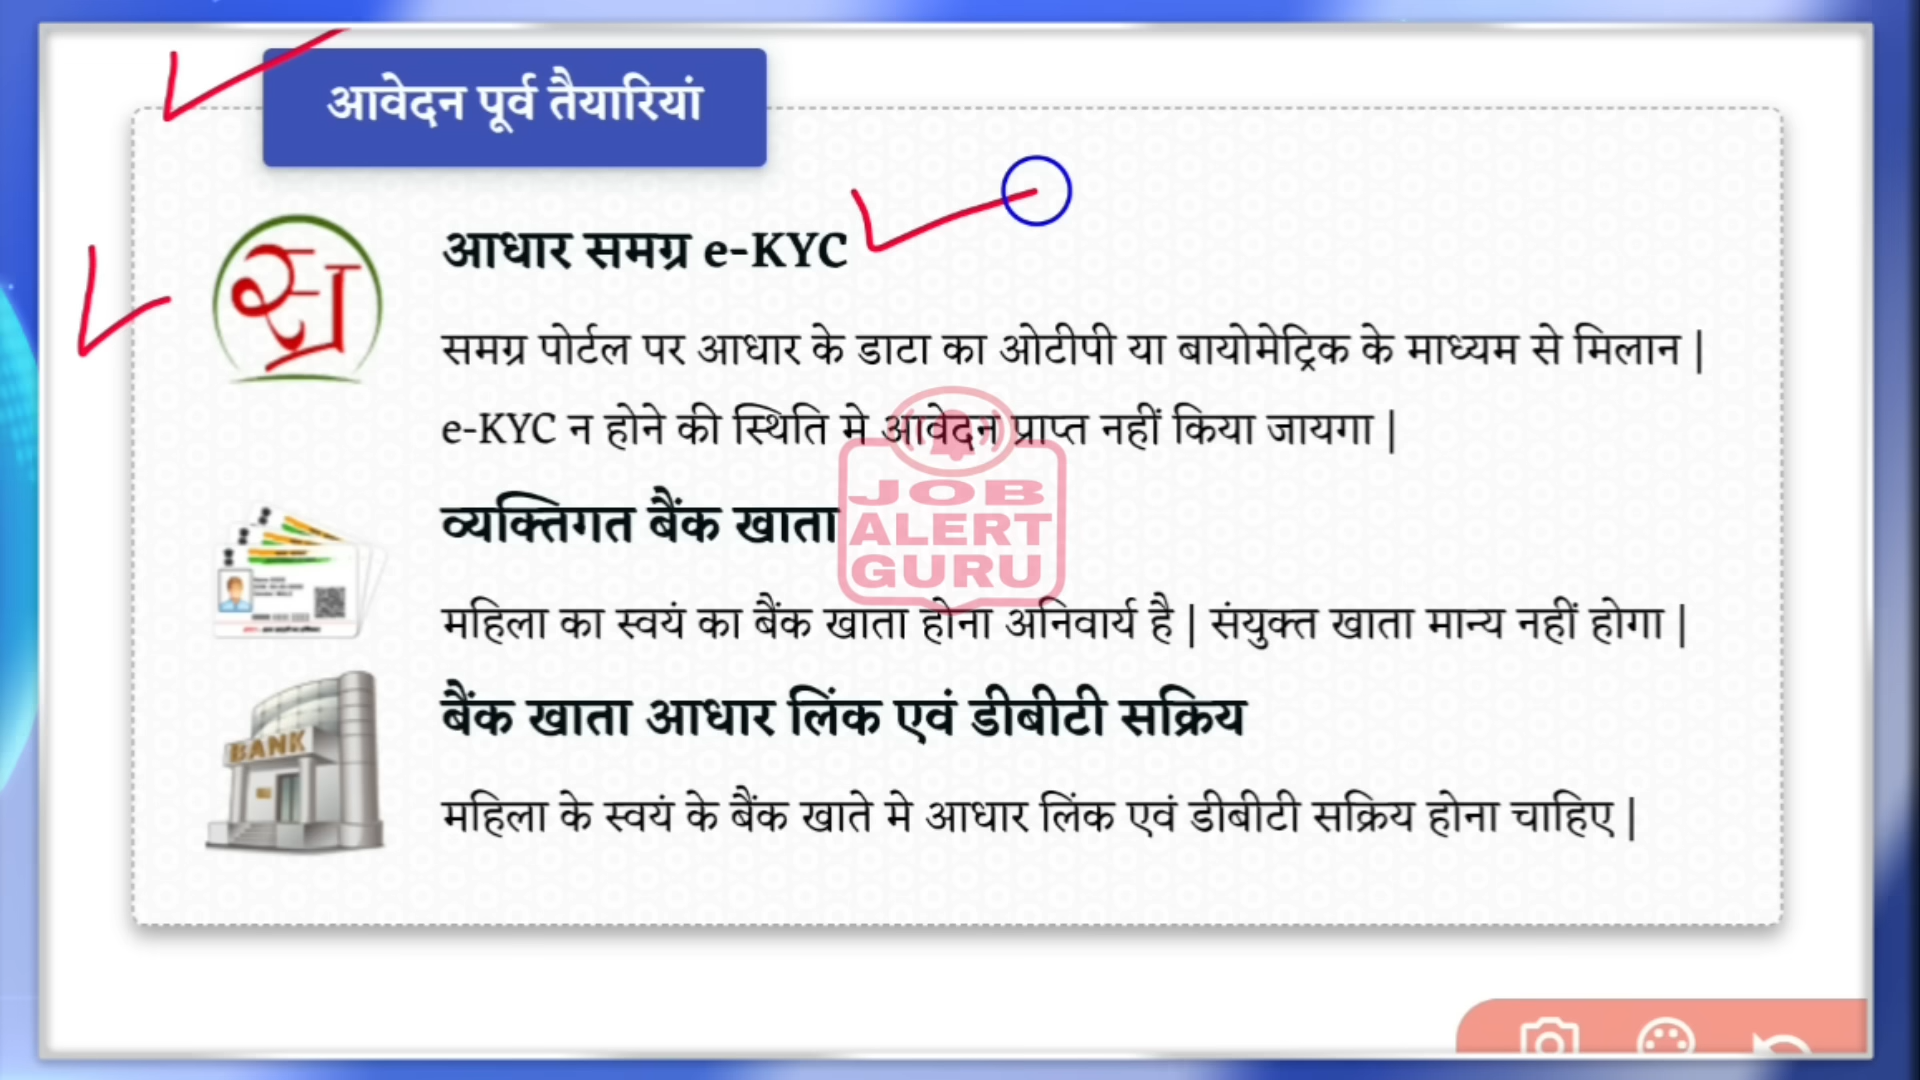 आवेदन पूर्व तैयारियां
आधार समग्र e-KYC
समग्र पोर्टल पर आधार के डाटा का ओटीपी या बायोमेट्रिक के माध्यम से मिलान |
e-KYC न होने की स्थिति मे आवेदन प्राप्त नहीं किया जायगा |
व्यक्तिगत बैंक खाता
महिला का स्वयं का बैंक खाता होना अनिवार्य है | संयुक्त खाता मान्य नहीं होगा |
बैंक खाता आधार लिंक एवं डीबीटी सक्रिय
महिला के स्वयं के बैंक खाते मे आधार लिंक एवं डीबीटी सक्रिय होना चाहिए |
BANK
JOB
ALERT
GURU